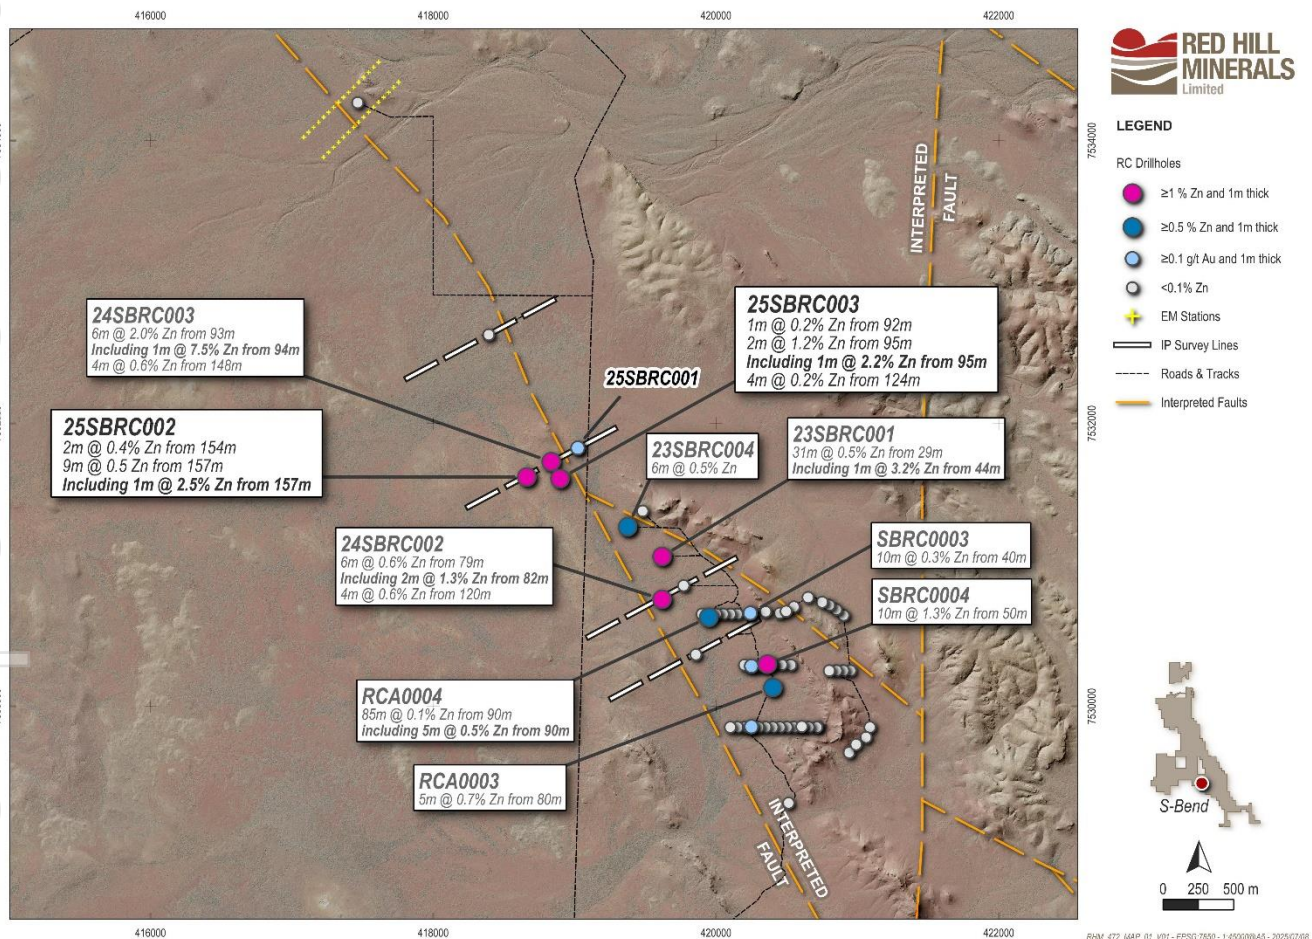 416000
418000
420000
422000
RED HILL
MINERALS
Limited
LEGEND
RC Drillholes
≥1 % Zn and 1m thick
≥0.5 % Zn and 1m thick
≥0.1 g/t Au and 1m thick
<0.1% Zn
EM Stations
IP Survey Lines
Roads & Tracks
Interpreted Faults
7534000
7532000
7530000
INTERPRETED
FAULT
24SBRC003
6m @ 2.0% Zn from 93m
Including 1m @ 7.5% Zn from 94m
4m @ 0.6% Zn from 148m
25SBRC003
1m @ 0.2% Zn from 92m
2m @ 1.2% Zn from 95m
Including 1m @ 2.2% Zn from 95m
4m @ 0.2% Zn from 124m
25SBRC001
25SBRC002
2m @ 0.4% Zn from 154m
9m @ 0.5 Zn from 157m
Including 1m @ 2.5% Zn from 157m
23SBRC004
6m @ 0.5% Zn
23SBRC001
31m @ 0.5% Zn from 29m
Including 1m @ 3.2% Zn from 44m
24SBRC002
6m @ 0.6% Zn from 79m
Including 2m @ 1.3% Zn from 82m
4m @ 0.6% Zn from 120m
SBRC0003
10m @ 0.3% Zn from 40m
SBRC0004
10m @ 1.3% Zn from 50m
RCA0004
85m @ 0.1% Zn from 90m
including 5m @ 0.5% Zn from 90m
RCA0003
5m @ 0.7% Zn from 80m
INTERPRETED
FAULT
S-Bend
0 250 500 m
416000
418000
420000
422000